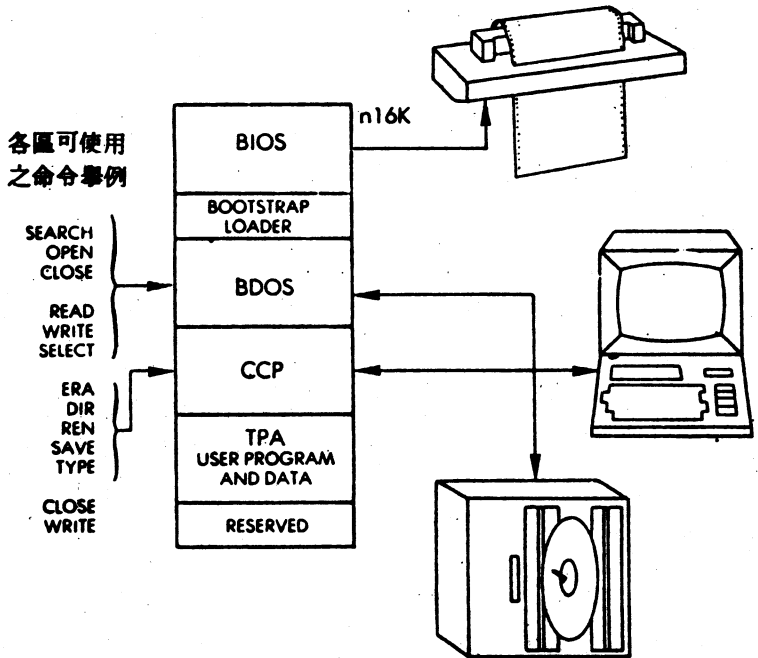 各區可使用
之命令舉例
SEARCH
OPEN
CLOSE
READ
WRITE
SELECT
ERA
DIR
REN
SAVE
TYPE
CLOSE
WRITE
n16K
BIOS
BOOTSTRAP
LOADER
BDOS
CCP
TPA
USER PROGRAM
AND DATA
RESERVED